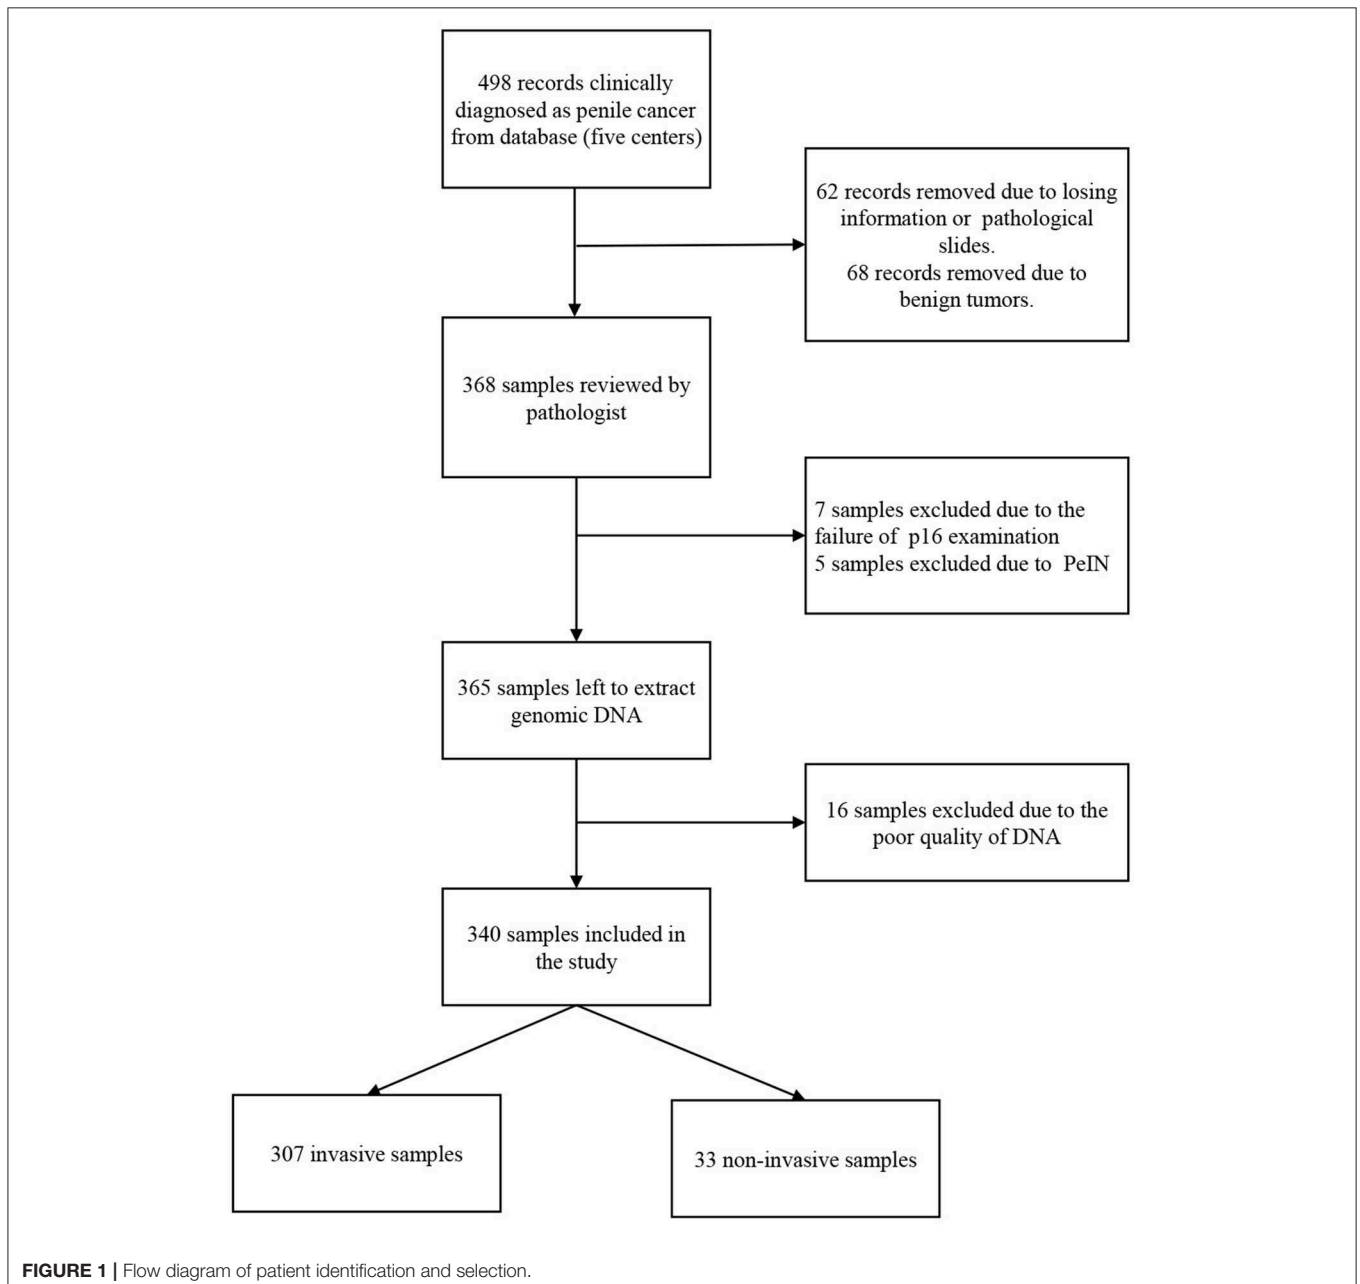 498 records clinically
diagnosed as penile cancer
from database (five centers)
62 records removed due to losing
information or pathological
slides.
68 records removed due to
benign tumors.
368 samples reviewed by
pathologist
7 samples excluded due to the
failure of p16 examination
5 samples excluded due to PeIN
365 samples left to extract
genomic DNA
16 samples excluded due to the
poor quality of DNA
340 samples included in
the study
307 invasive samples
33 non-invasive samples
FIGURE 1 | Flow diagram of patient identification and selection.